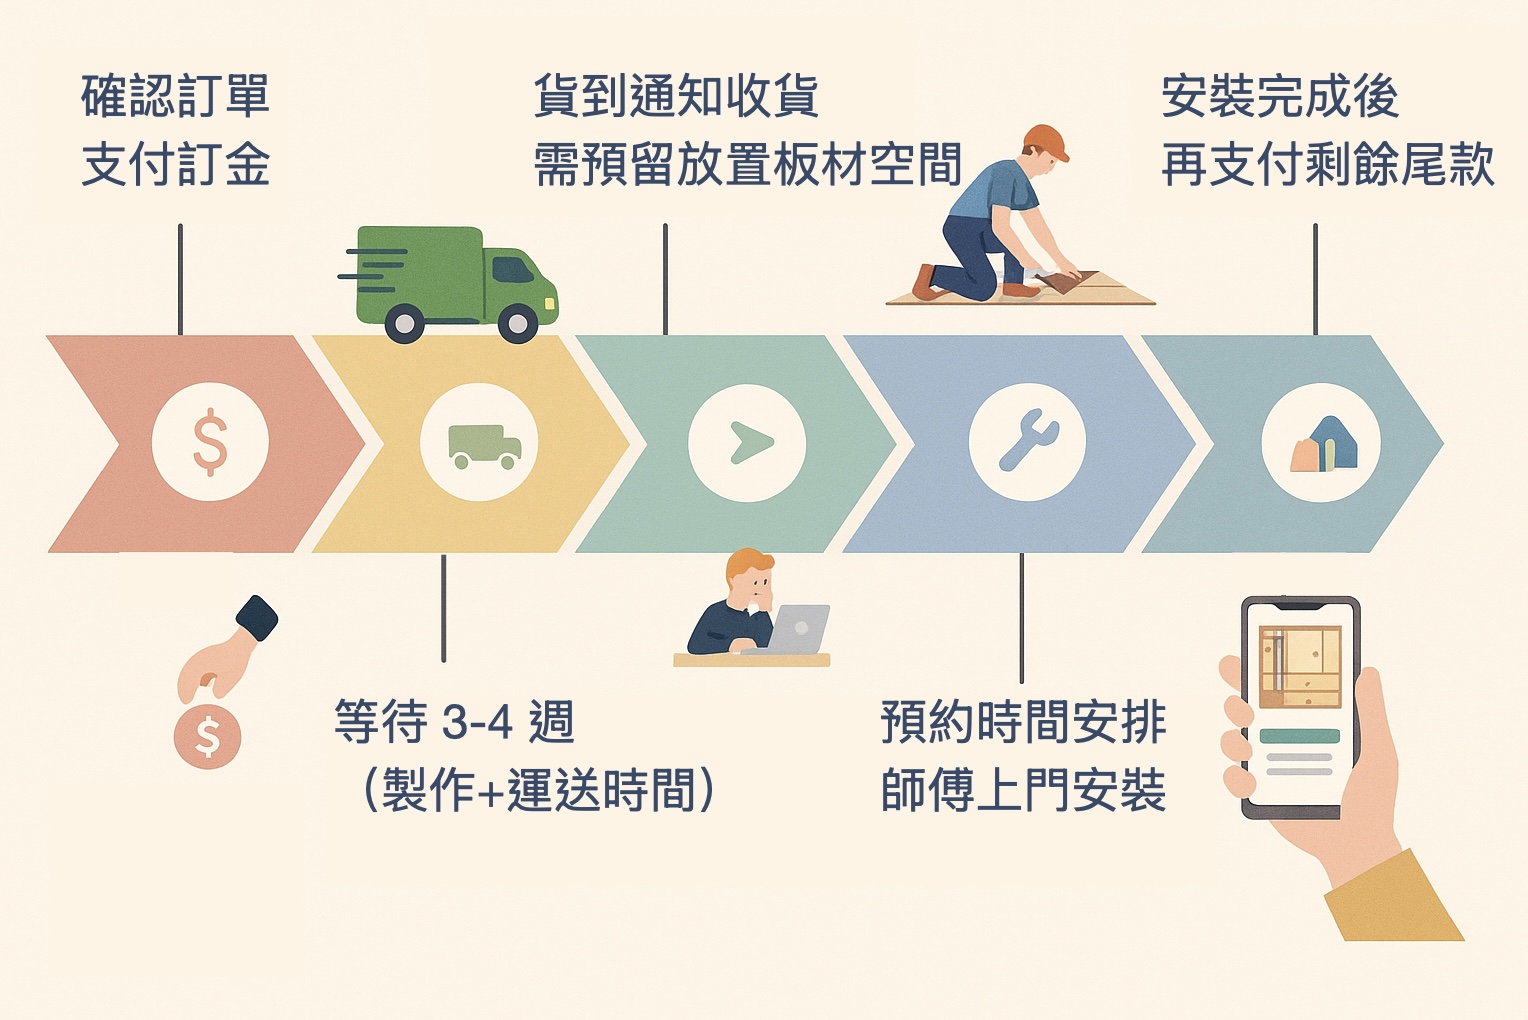 確認訂單
支付訂金
等待 3-4 週
（製作+運送時間）
貨到通知收貨
需預留放置板材空間
預約時間安排
師傅上門安裝
安裝完成後
再支付剩餘尾款
$
$